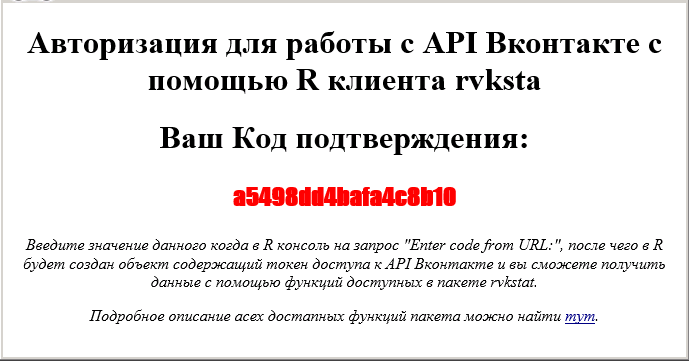 Авторизация для работы с API Вконтакте с
помощью R клиента rvksta
Ваш Код подтверждения:
a5498dd4bafa4c8b10
Введите значение данного когда в R консоль на запрос "Enter code from URL:", после чего в R
будет создан объект содержащий токен доступа к API Вконтакте и вы сможете получить
данные с помощью функций доступных в пакете rvkstat.
Подробное описание асех достапных функций пакета можно найти тут.